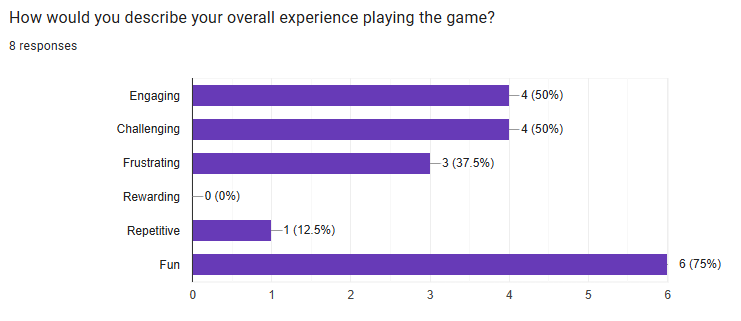 How would you describe your overall experience playing the game?
8 responses
Engaging 4 (50%)
Challenging 4 (50%)
Frustrating 3 (37.5%)
Rewarding 0 (0%)
Repetitive 1 (12.5%)
Fun 6 (75%)
0 1 2 3 4 5 6